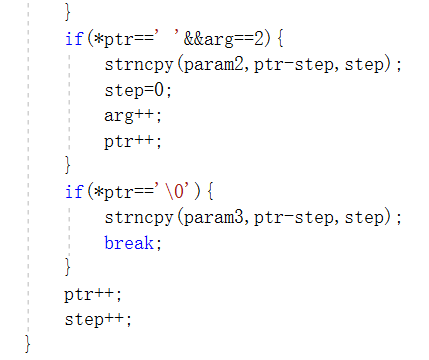 }
if(*ptr==' '&&arg==2){
strncpy(param2,ptr-step,step);
step=0;
arg++;
ptr++;
}
if(*ptr=='\0'){
strncpy(param3,ptr-step,step);
break;
}
ptr++;
step++;
}